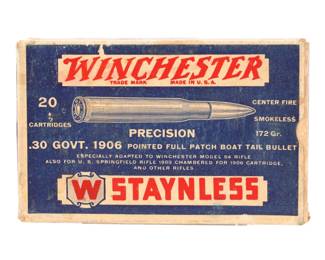 WINCHESTER
TRADE MARK MADE IN U.S.A.
20
CARTRIDGES
CENTER FIRE
SMOKELESS
PRECISION
172 Gr.
.30 GOVT. 1906 POINTED FULL PATCH BOAT TAIL BULLET
ESPECIALLY ADAPTED TO WINCHESTER MODEL 54 RIFLE
ALSO FOR U. S. SPRINGFIELD RIFLE 1903 CHAMBERED FOR 1906 CARTRIDGE,
AND OTHER RIFLES
W STAYNLESS